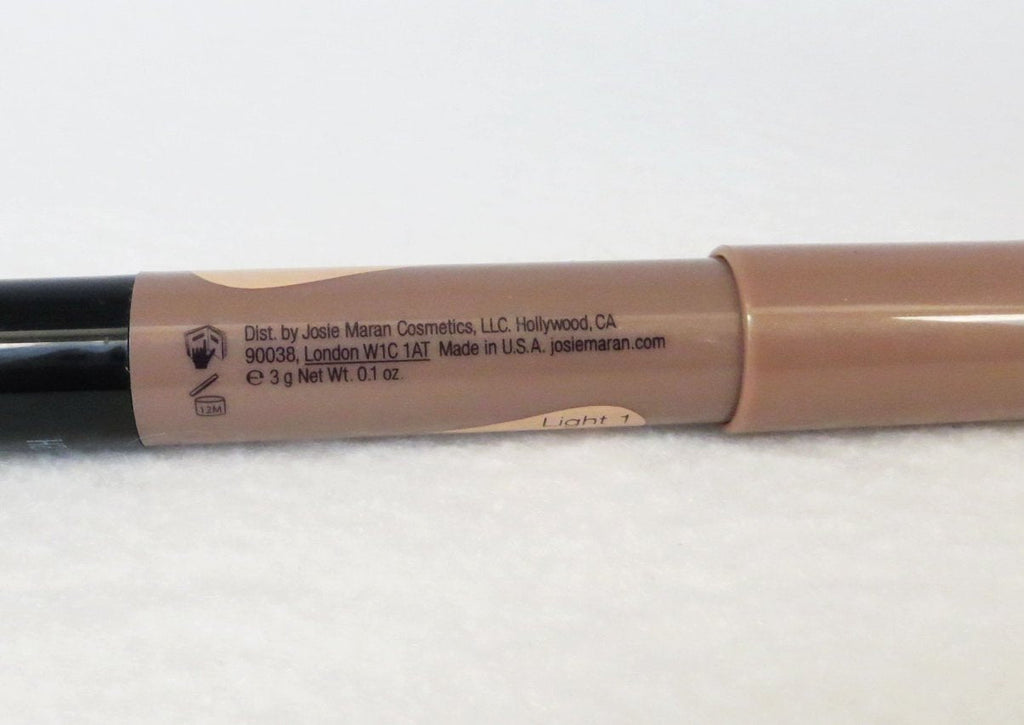 Dist. by Josie Maran Cosmetics, LLC. Hollywood, CA
90038, London W1C 1AT Made in U.S.A. josiemaran.com
℮ 3 g Net Wt. 0.1 oz.
12M
Light 1